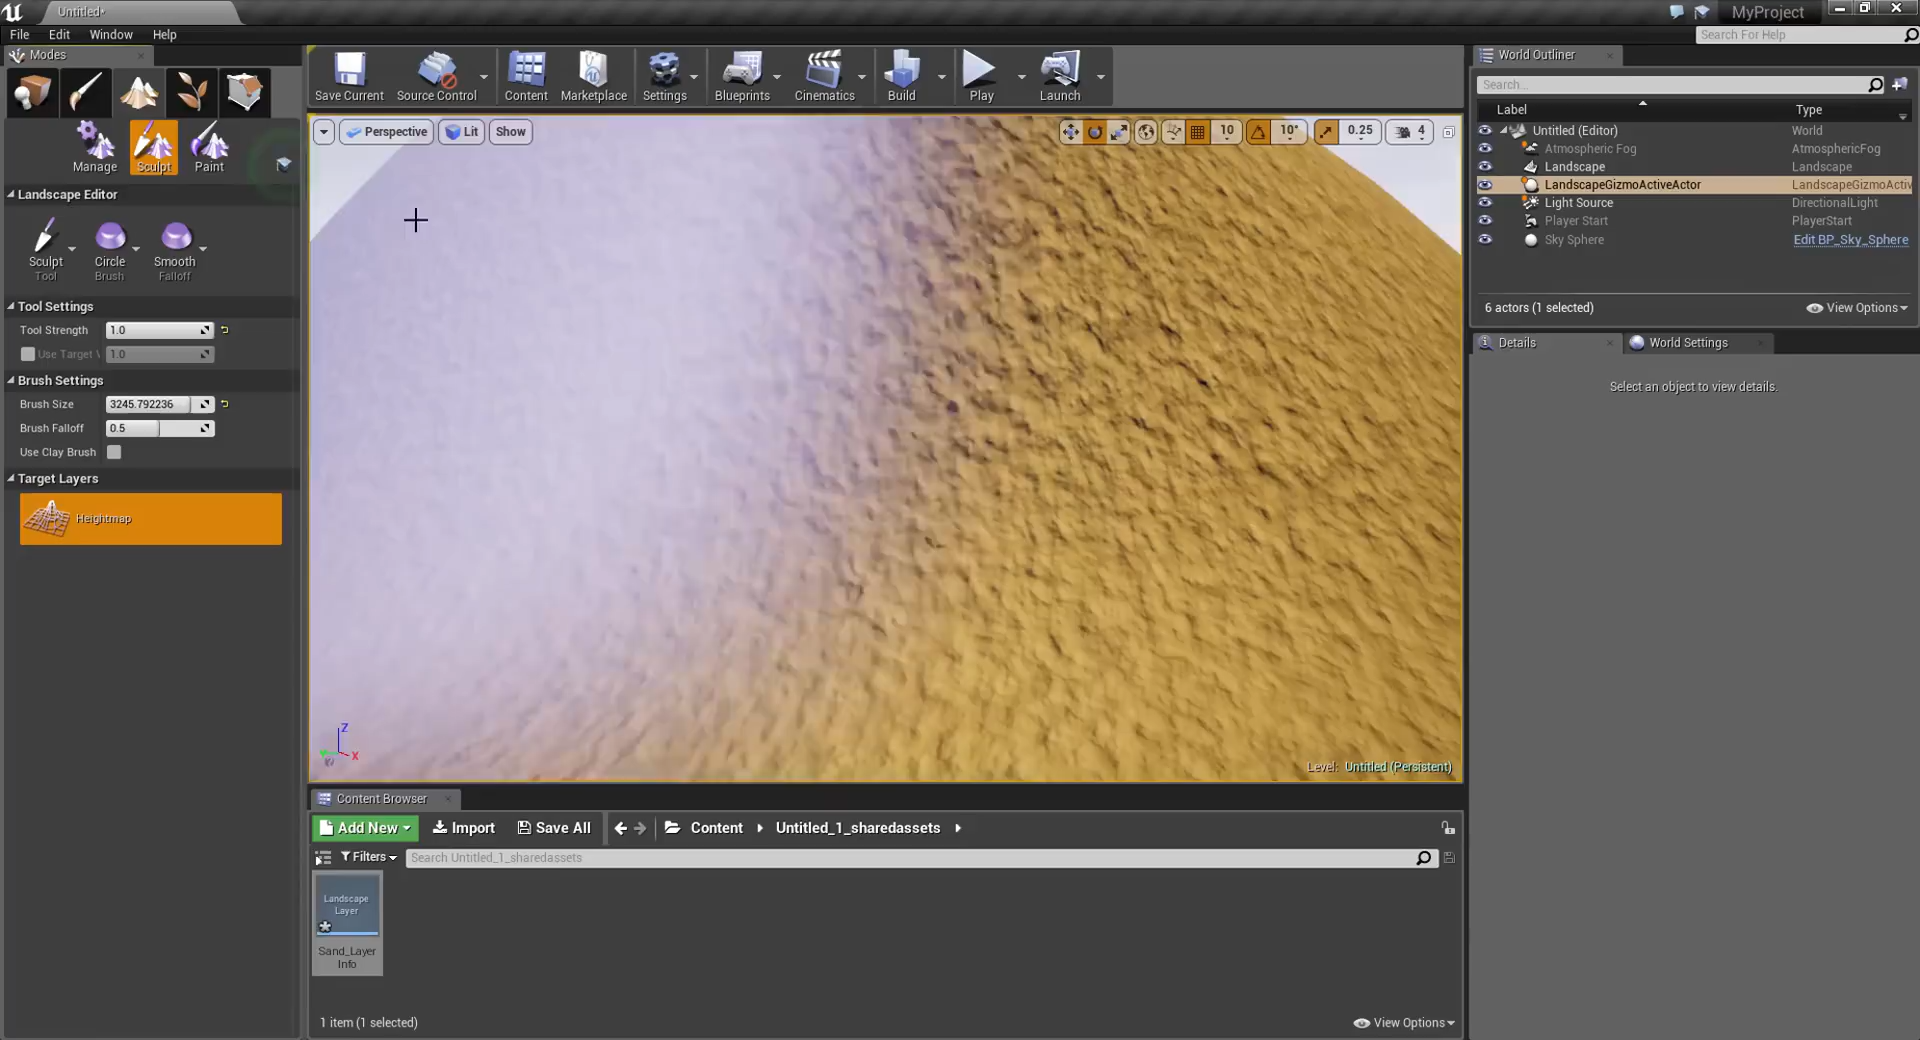 Untitled•
MyProject
File Edit Window Help
Search For Help
Modes
Save Current Source Control Content Marketplace Settings Blueprints Cinematics Build Play Launch
World Outliner
Search...
Label Type
Untitled (Editor) World
Atmospheric Fog AtmosphericFog
Landscape Landscape
LandscapeGizmoActiveActor LandscapeGizmoActiv
Light Source DirectionalLight
Player Start PlayerStart
Sky Sphere Edit BP_Sky_Sphere
6 actors (1 selected) View Options
Details World Settings
Select an object to view details.
Manage Sculpt Paint
Landscape Editor
Sculpt Circle Smooth
Tool Brush Falloff
Tool Settings
Tool Strength 1.0
Use Target V 1.0
Brush Settings
Brush Size 3245.792236
Brush Falloff 0.5
Use Clay Brush
Target Layers
Heightmap
Perspective Lit Show 10 10° 0.25 4
Z
X
Level: Untitled (Persistent)
Content Browser
Add New Import Save All Content Untitled_1_sharedassets
Filters Search Untitled_1_sharedassets
Landscape
Layer
Sand_Layer
Info
1 item (1 selected) View Options